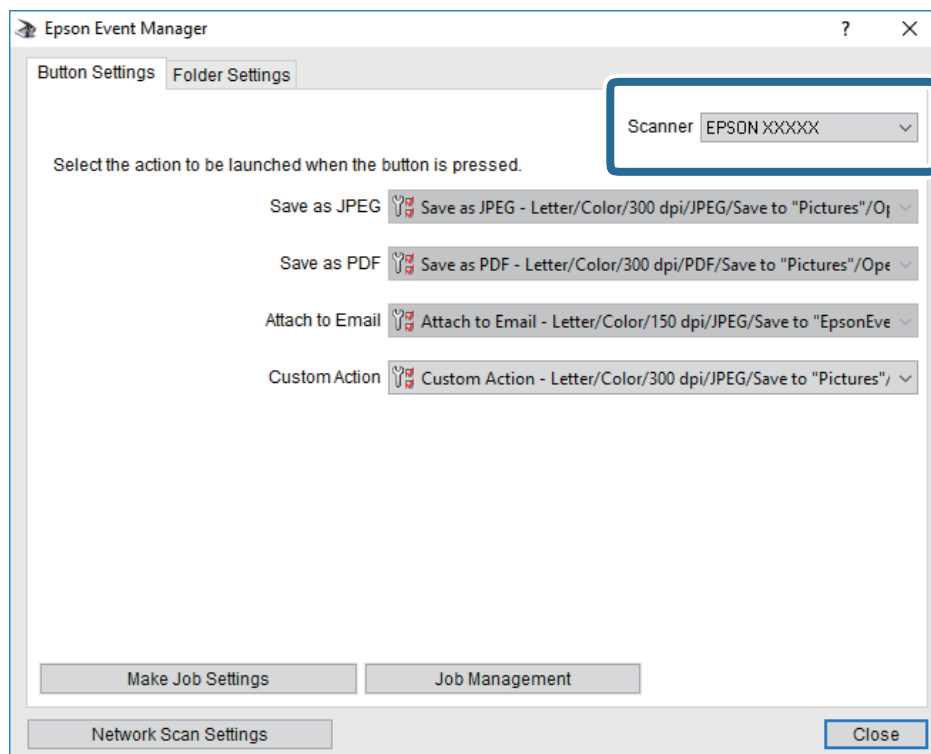 Epson Event Manager ?
Button Settings Folder Settings
Scanner EPSON XXXXX
Select the action to be launched when the button is pressed.
Save as JPEG Save as JPEG - Letter/Color/300 dpi/JPEG/Save to "Pictures"/Op
Save as PDF Save as PDF - Letter/Color/300 dpi/PDF/Save to "Pictures"/Ope
Attach to Email Attach to Email - Letter/Color/150 dpi/JPEG/Save to "EpsonEve
Custom Action Custom Action - Letter/Color/300 dpi/JPEG/Save to "Pictures"/
Make Job Settings Job Management
Network Scan Settings Close